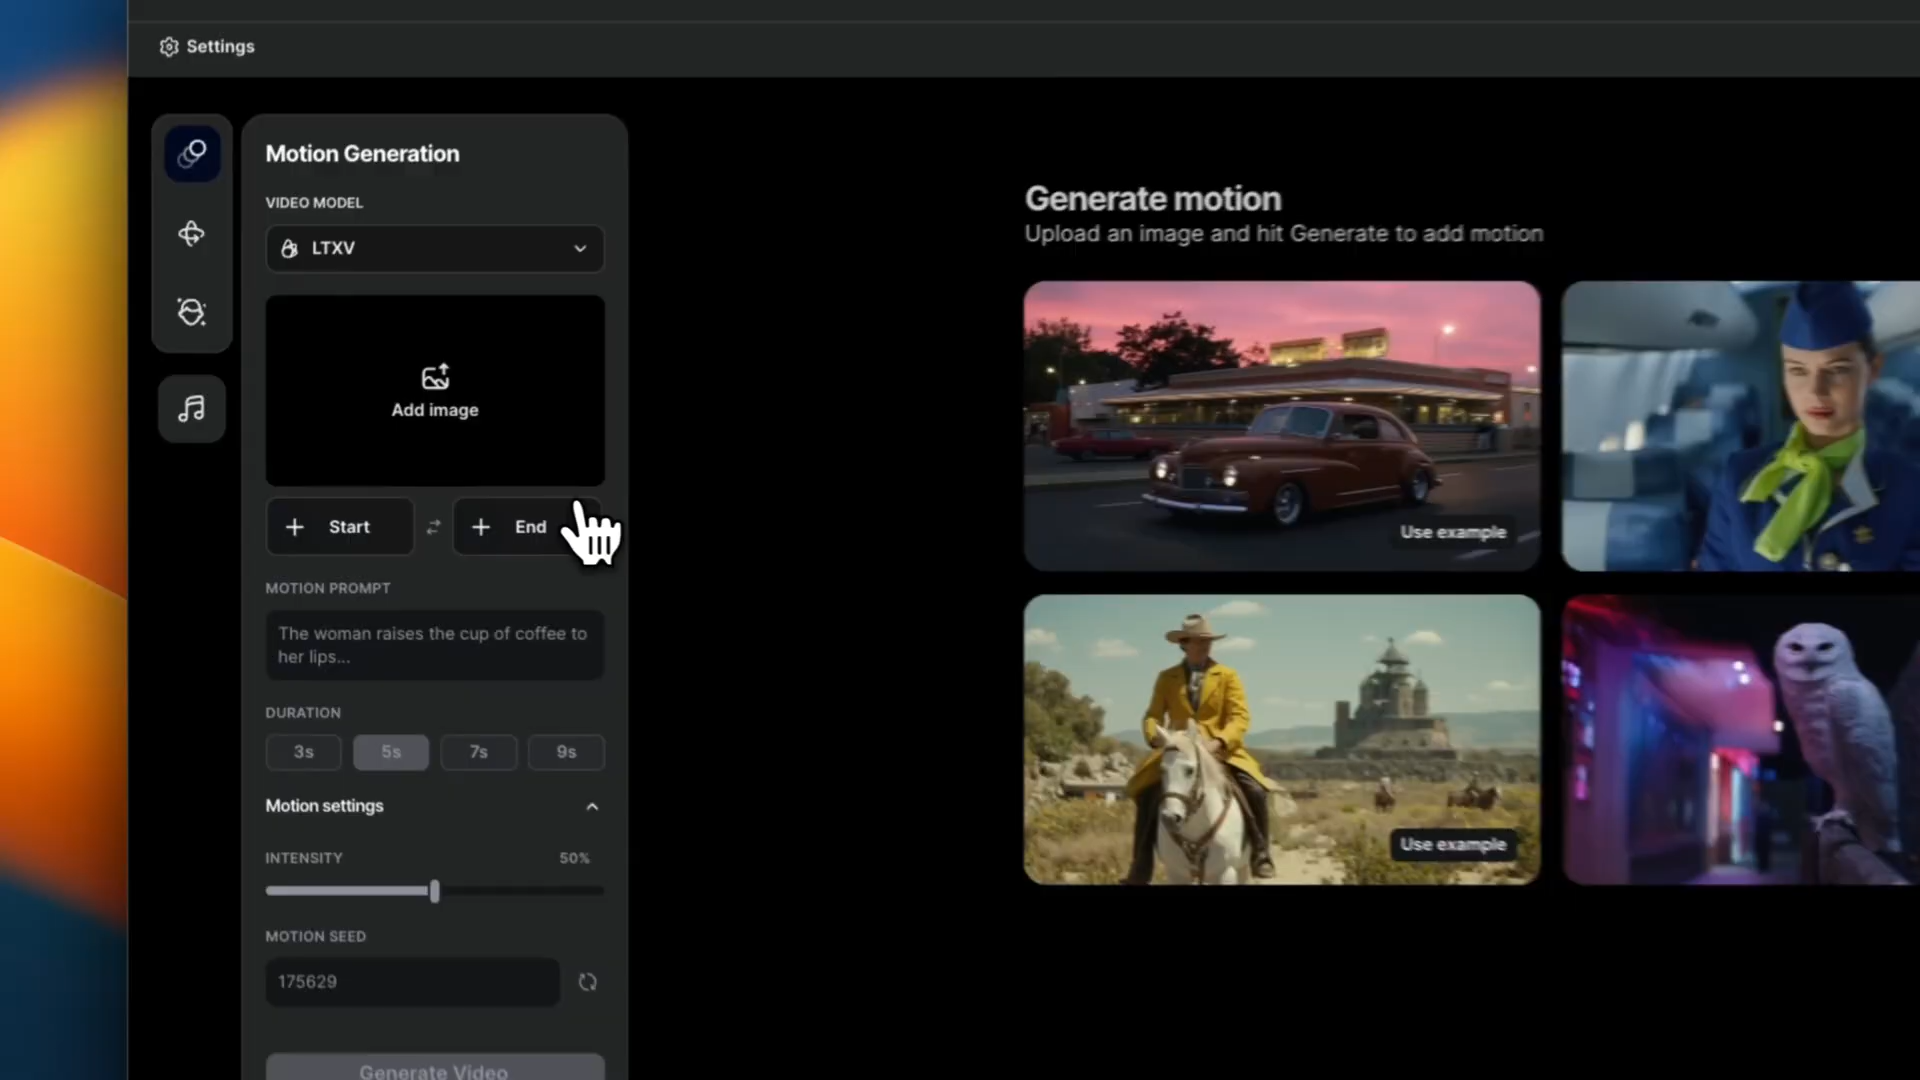 Settings
Motion Generation
VIDEO MODEL
LTXV
Add image
Start
End
MOTION PROMPT
The woman raises the cup of coffee to
her lips...
DURATION
3s
5s
7s
9s
Motion settings
INTENSITY
50%
MOTION SEED
175629
Generate Video
Generate motion
Upload an image and hit Generate to add motion
Use example
Use example